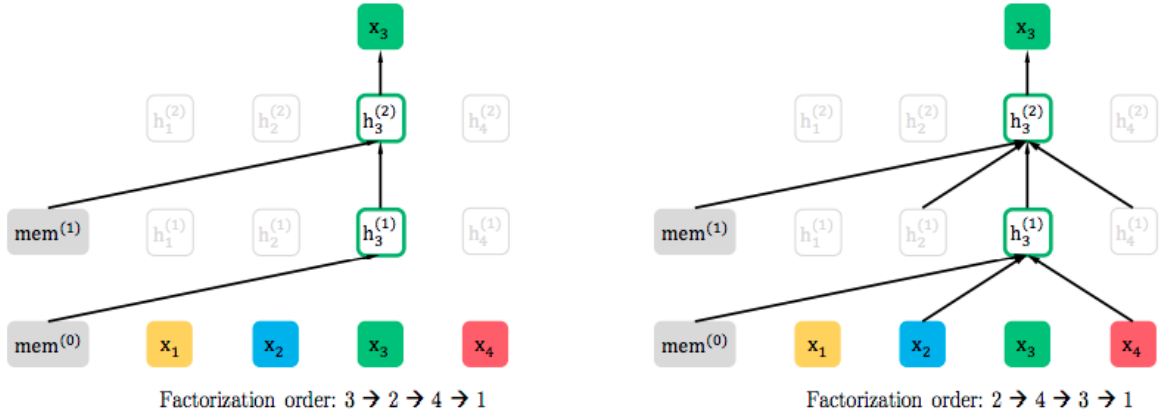 x₃ x₃
h₁⁽²⁾ h₂⁽²⁾ h₃⁽²⁾ h₄⁽²⁾ h₁⁽²⁾ h₂⁽²⁾ h₃⁽²⁾ h₄⁽²⁾
mem⁽¹⁾ h₁⁽¹⁾ h₂⁽¹⁾ h₃⁽¹⁾ h₄⁽¹⁾ mem⁽¹⁾ h₁⁽¹⁾ h₂⁽¹⁾ h₃⁽¹⁾ h₄⁽¹⁾
mem⁽⁰⁾ x₁ x₂ x₃ x₄ mem⁽⁰⁾ x₁ x₂ x₃ x₄
Factorization order: 3 → 2 → 4 → 1 Factorization order: 2 → 4 → 3 → 1